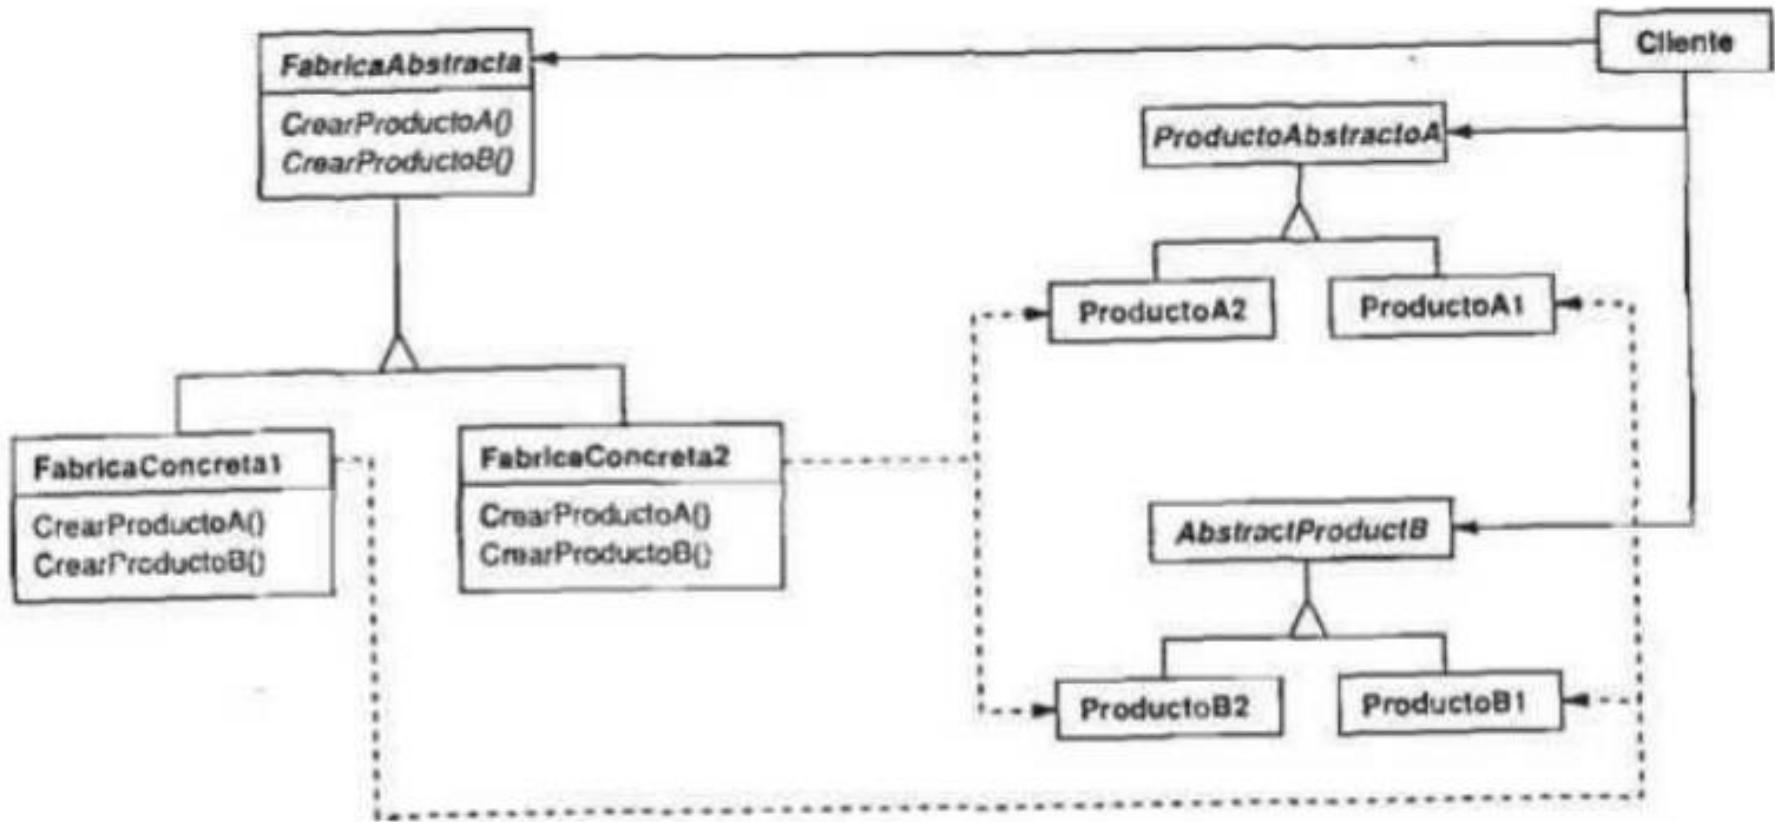 Cliente
FabricaAbstracta
CrearProductoA()
CrearProductoB()
ProductoAbstractoA
ProductoA2
ProductoA1
FabricaConcreta1
CrearProductoA()
CrearProductoB()
FabricaConcreta2
CrearProductoA()
CrearProductoB()
AbstractProductB
ProductoB2
ProductoB1